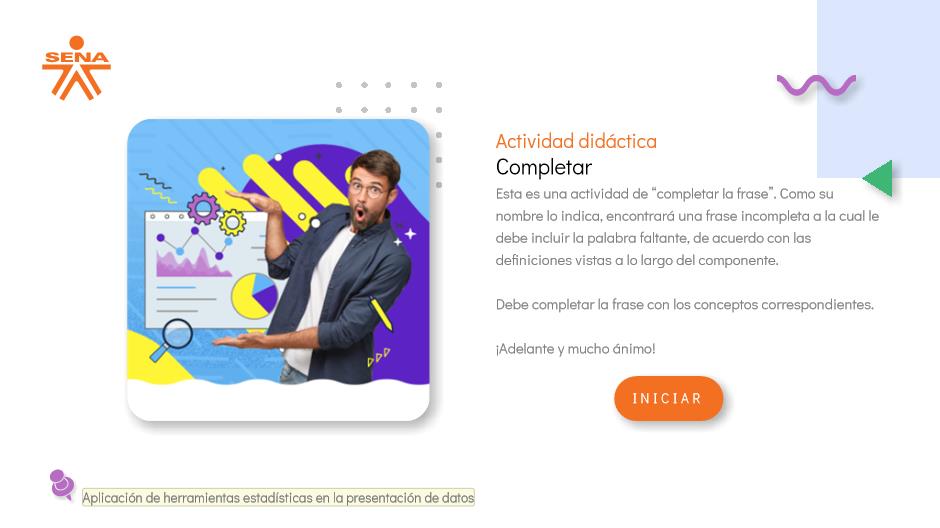 SENA
Actividad didáctica
Completar
Esta es una actividad de “completar la frase”. Como su
nombre lo indica, encontrará una frase incompleta a la cual le
debe incluir la palabra faltante, de acuerdo con las
definiciones vistas a lo largo del componente.
Debe completar la frase con los conceptos correspondientes.
¡Adelante y mucho ánimo!
INICIAR
Aplicación de herramientas estadísticas en la presentación de datos